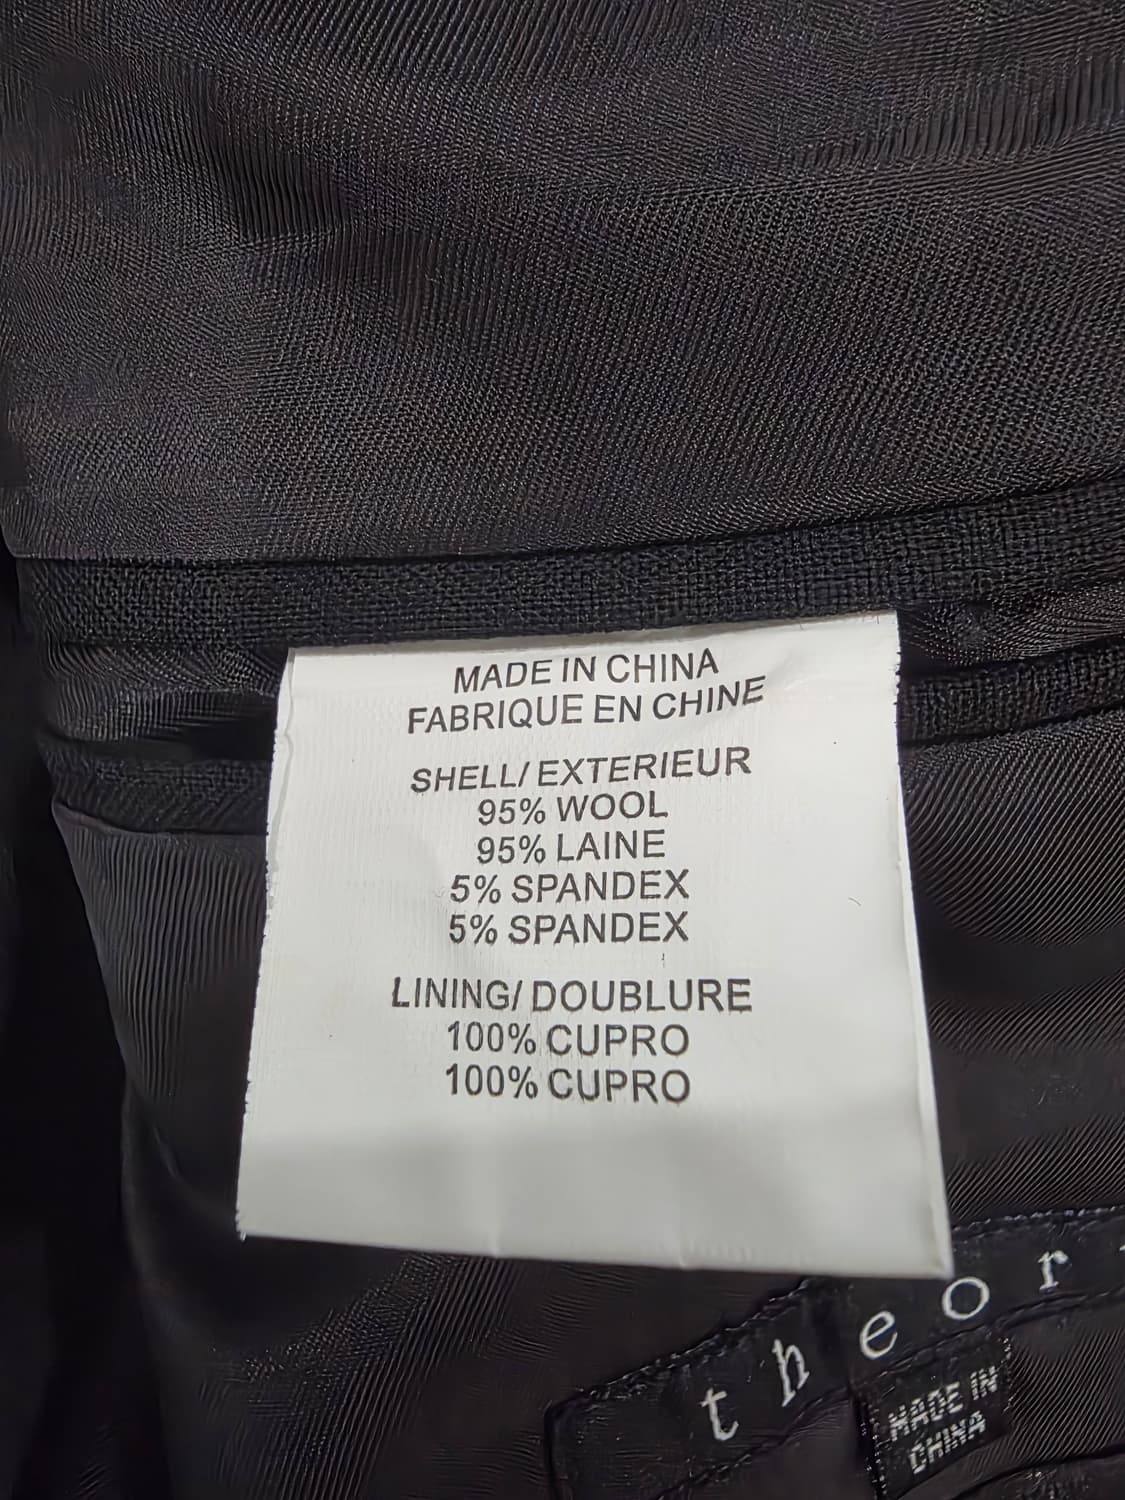 MADE IN CHINA
FABRIQUE EN CHINE
SHELL/ EXTERIEUR
95% WOOL
95% LAINE
5% SPANDEX
5% SPANDEX
LINING/ DOUBLURE
100% CUPRO
100% CUPRO
theor
MADE IN
CHINA